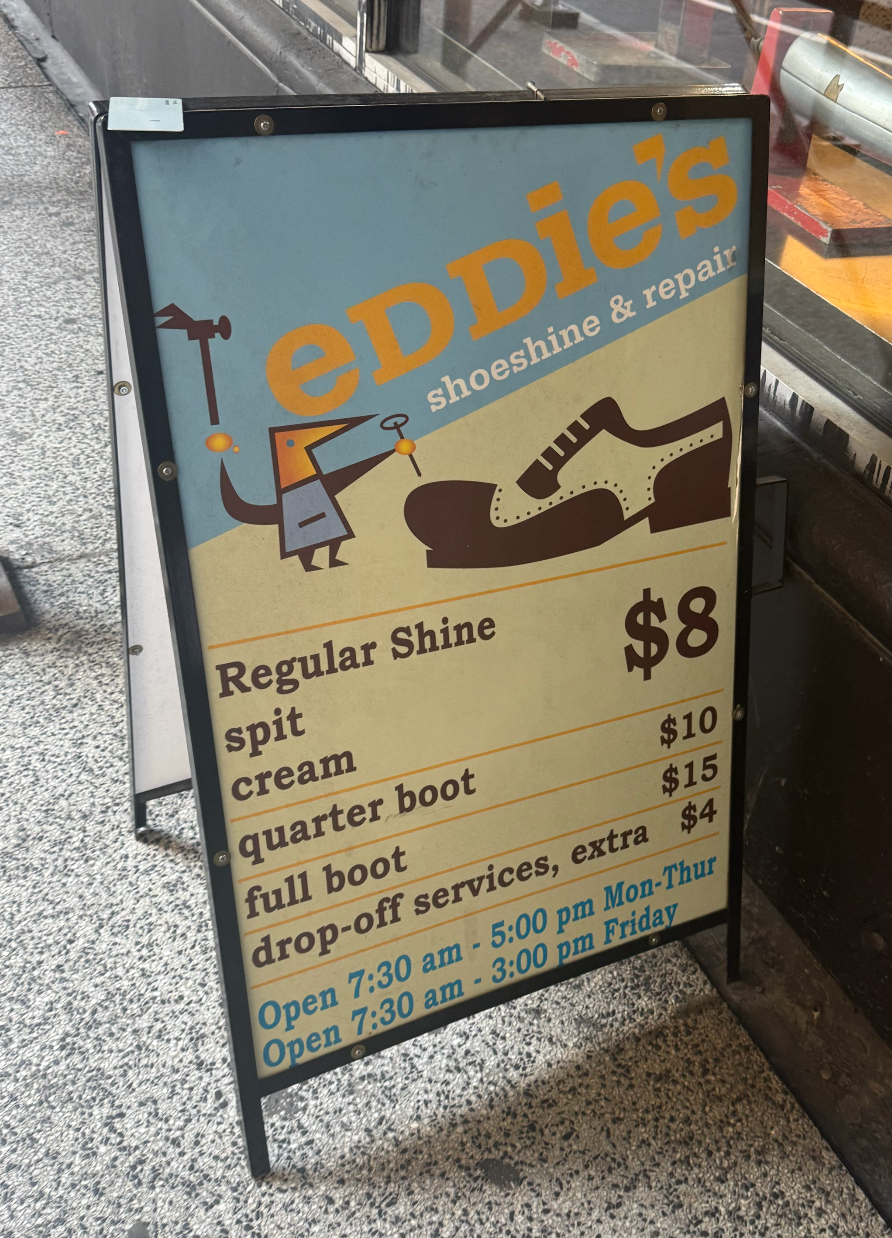 eDDie's
shoeshine & repair
Regular Shine $8
spit
cream
quarter boot $10
full boot $15
drop-off services, extra $4
Open 7:30 am - 5:00 pm Mon-Thur
Open 7:30 am - 3:00 pm Friday